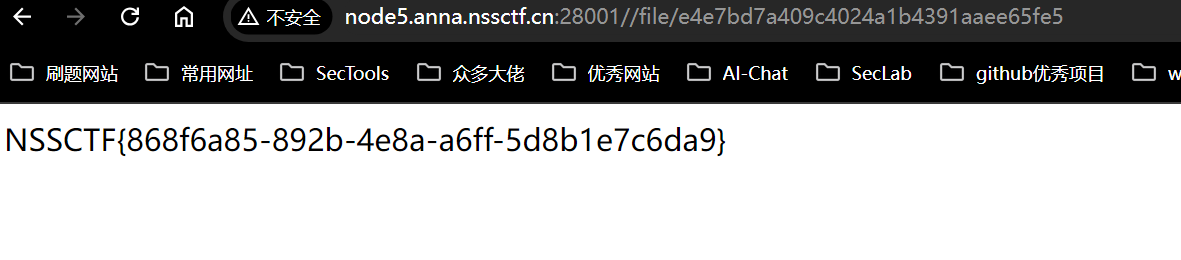 不安全 node5.anna.nssctf.cn:28001//file/e4e7bd7a409c4024a1b4391aaee65fe5
刷题网站 常用网址 SecTools 众多大佬 优秀网站 AI-Chat SecLab github优秀项目 w
NSSCTF{868f6a85-892b-4e8a-a6ff-5d8b1e7c6da9}